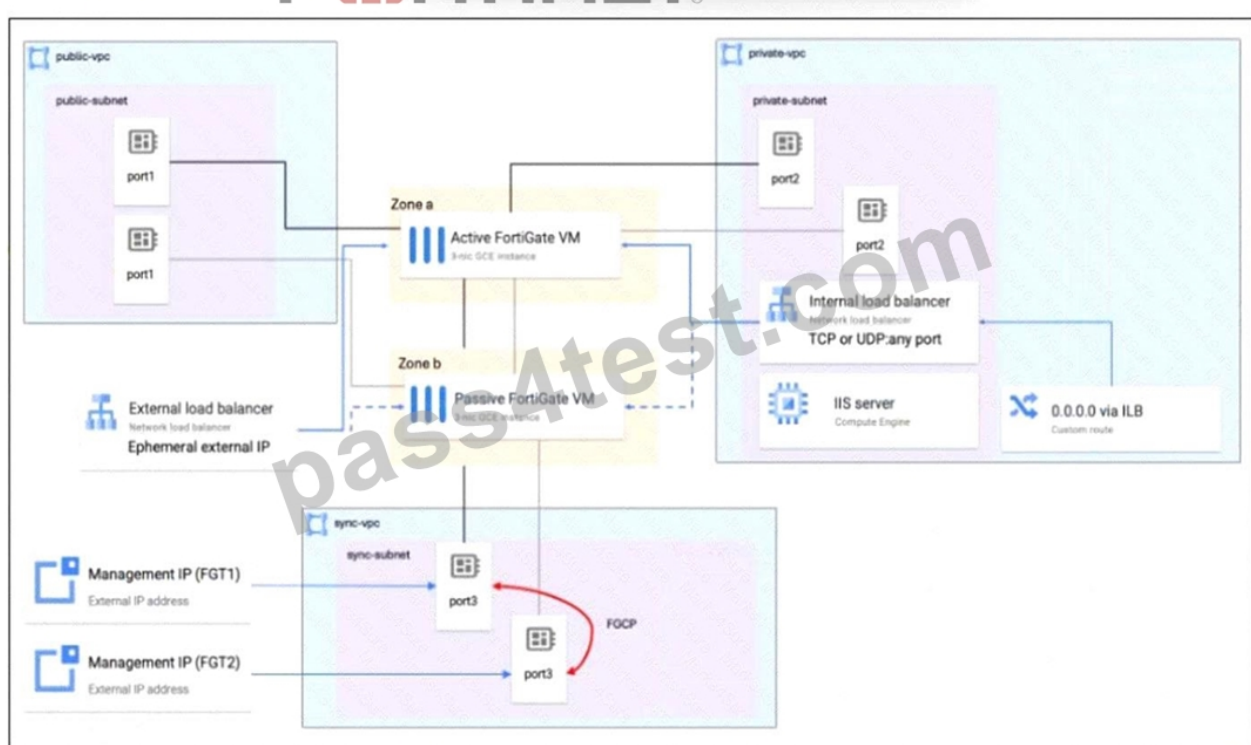 public-vpc
public-subnet
port1
port1
private-vpc
private-subnet
port2
port2
Zone a
Active FortiGate VM
3-nic GCE instance
Internal load balancer
Network load balancer
TCP or UDP:any port
Zone b
Passive FortiGate VM
3-nic GCE instance
IIS server
Compute Engine
0.0.0.0 via ILB
Custom route
External load balancer
Network load balancer
Ephemeral external IP
pass4test.com
sync-vpc
sync-subnet
port3
FGCP
port3
Management IP (FGT1)
External IP address
Management IP (FGT2)
External IP address